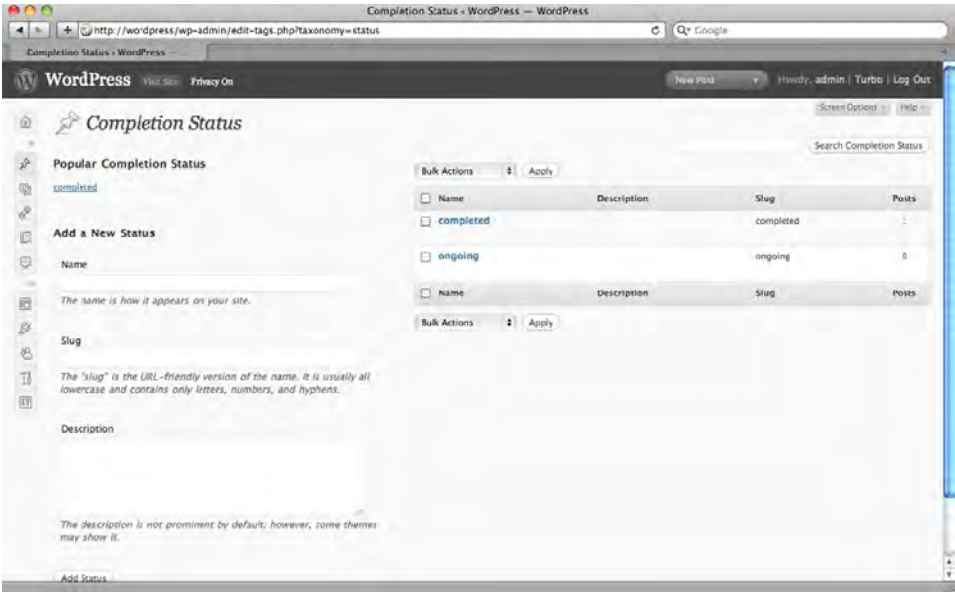 Completion Status ‹ WordPress — WordPress
http://wordpress/wp-admin/edit-tags.php?taxonomy=status
Google
Completion Status ‹ WordPress —
WordPress Visit Site Privacy On
New Post
Howdy, admin | Turbo | Log Out
Screen Options Help
Completion Status
Search Completion Status
Popular Completion Status
completed
Add a New Status
Name
The name is how it appears on your site.
Slug
The "slug" is the URL-friendly version of the name. It is usually all
lowercase and contains only letters, numbers, and hyphens.
Description
The description is not prominent by default; however, some themes
may show it.
Add Status
Bulk Actions Apply
Name Description Slug Posts
completed completed
ongoing ongoing 0
Name Description Slug Posts
Bulk Actions Apply